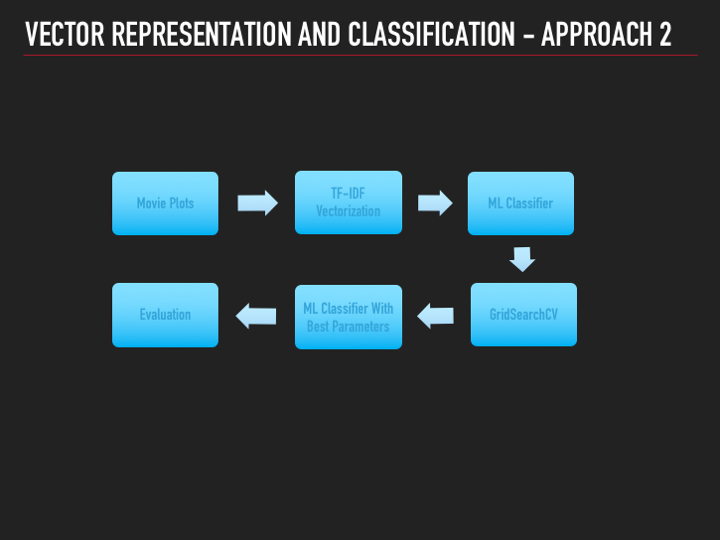 VECTOR REPRESENTATION AND CLASSIFICATION - APPROACH 2
Movie Plots
TF-IDF
Vectorization
ML Classifier
Evaluation
ML Classifier With
Best Parameters
GridSearchCV